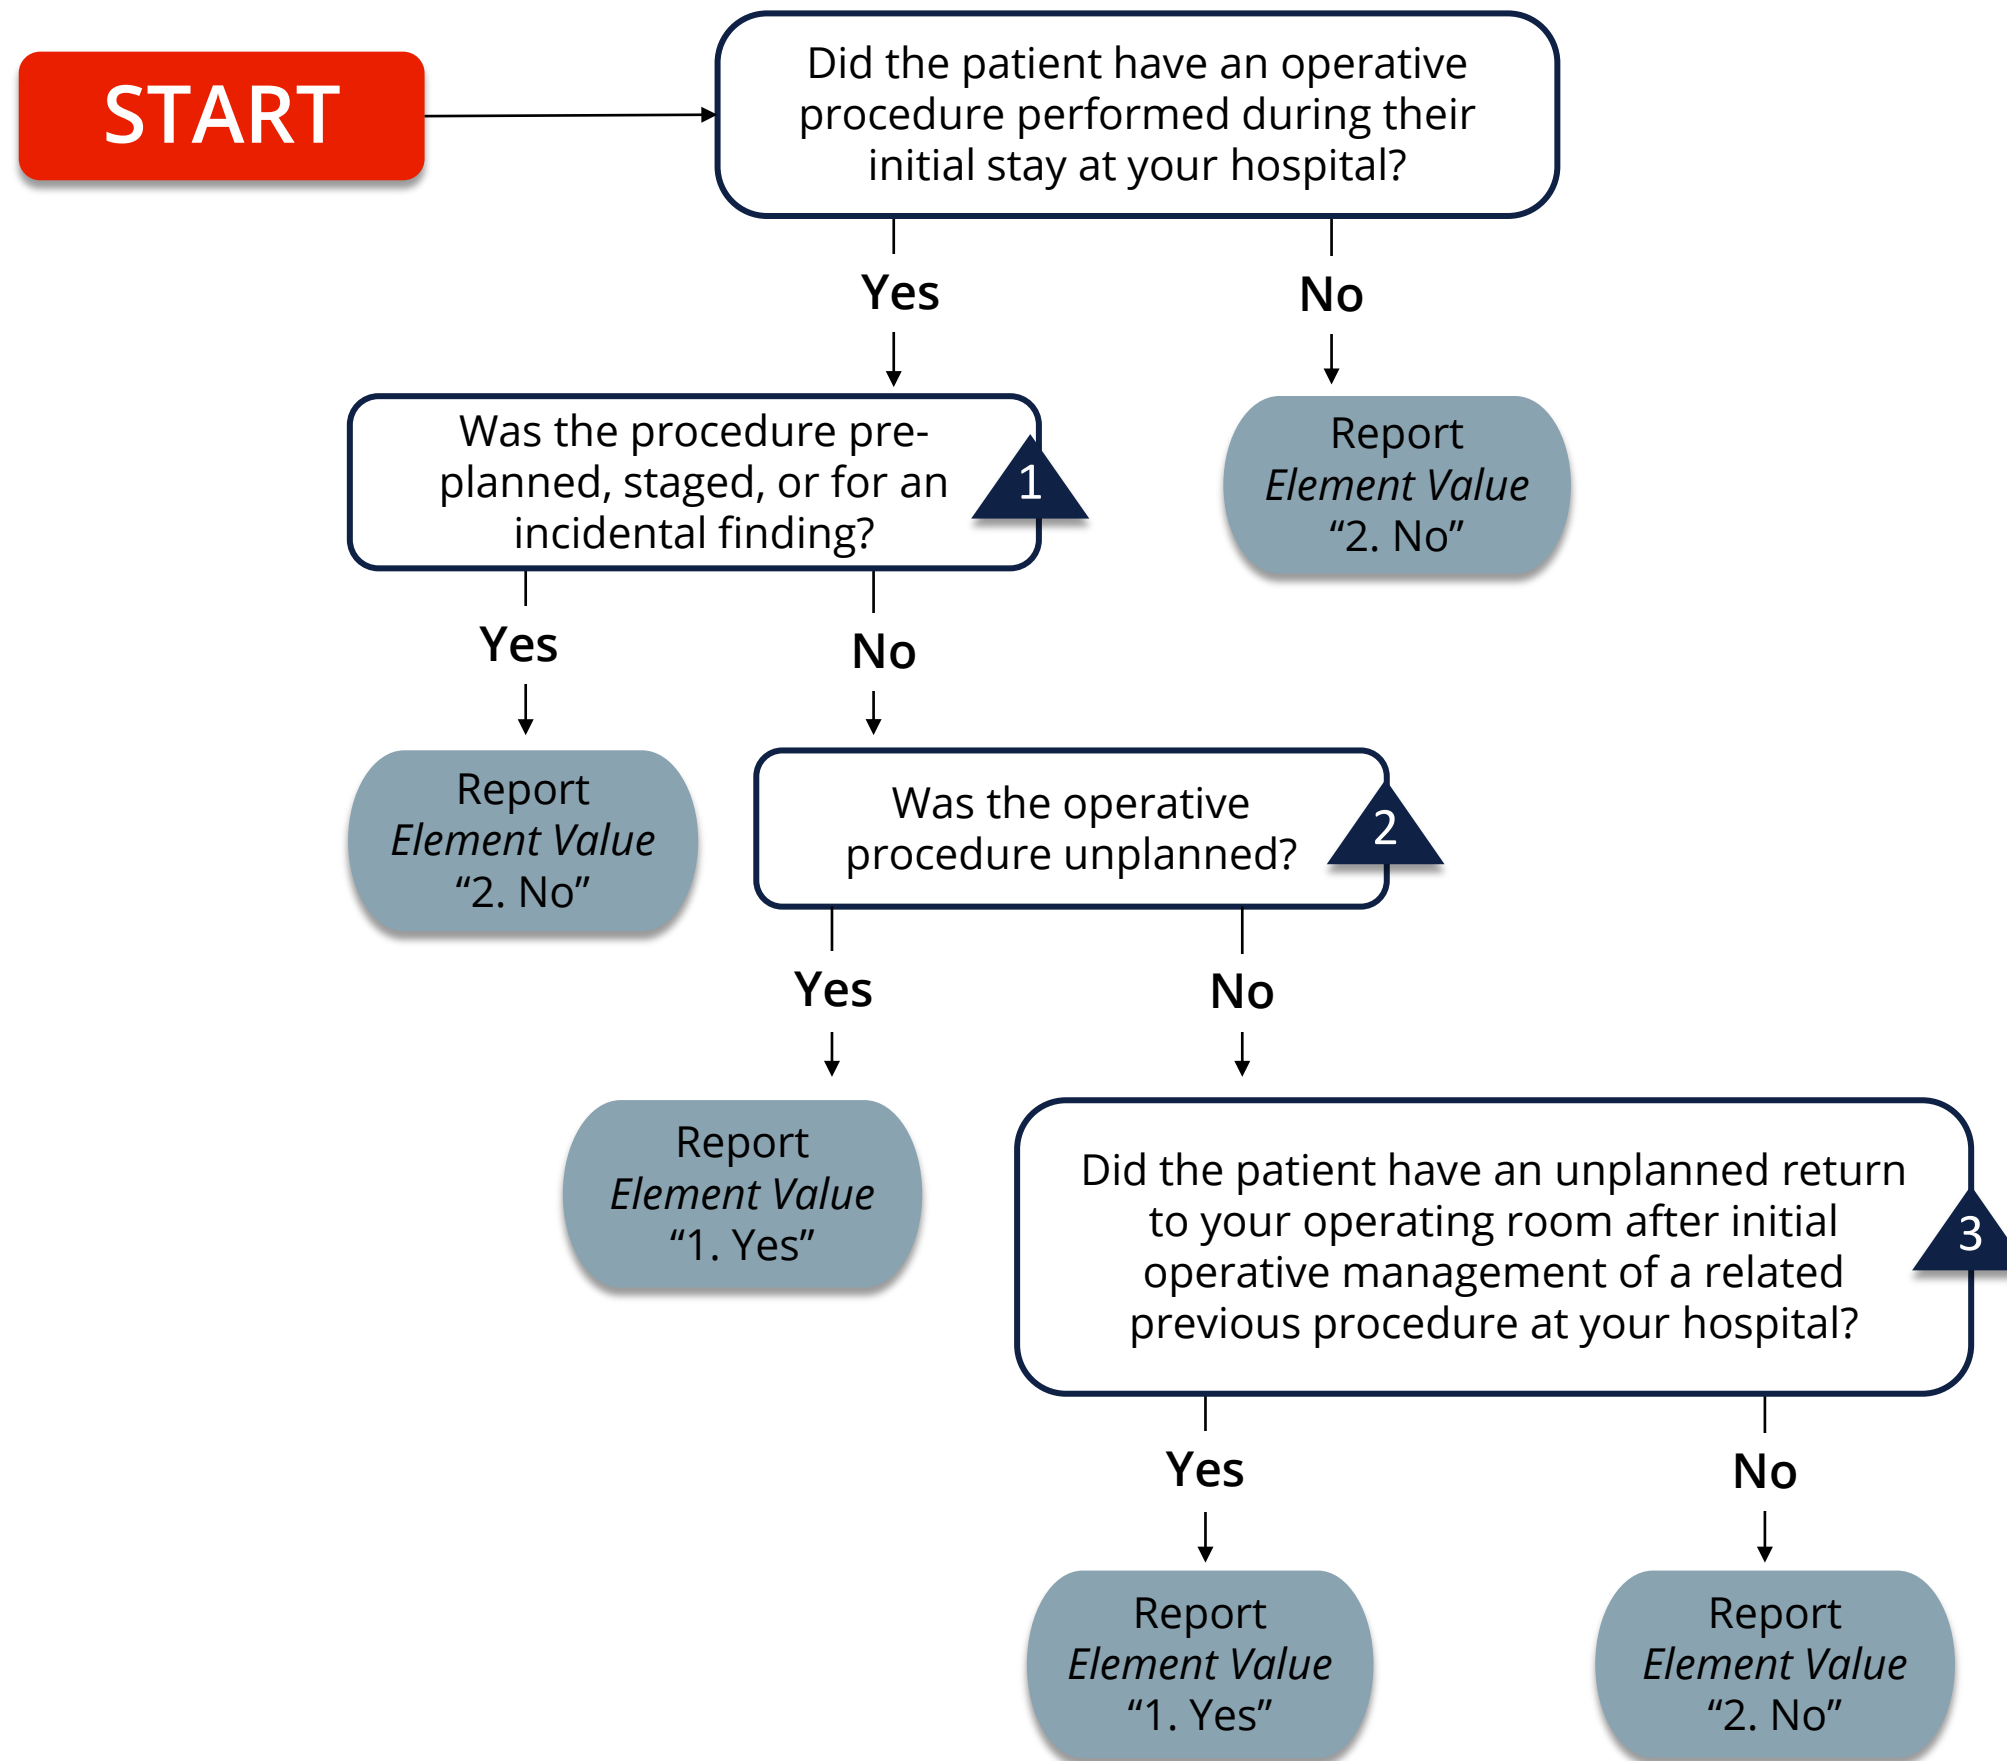 START
Did the patient have an operative
procedure performed during their
initial stay at your hospital?
Yes
No
Was the procedure pre-
planned, staged, or for an
incidental finding?
1
Report
Element Value
“2. No”
Yes
No
Report
Element Value
“2. No”
Was the operative
procedure unplanned?
2
Yes
No
Report
Element Value
“1. Yes”
Did the patient have an unplanned return
to your operating room after initial
operative management of a related
previous procedure at your hospital?
3
Yes
No
Report
Element Value
“1. Yes”
Report
Element Value
“2. No”